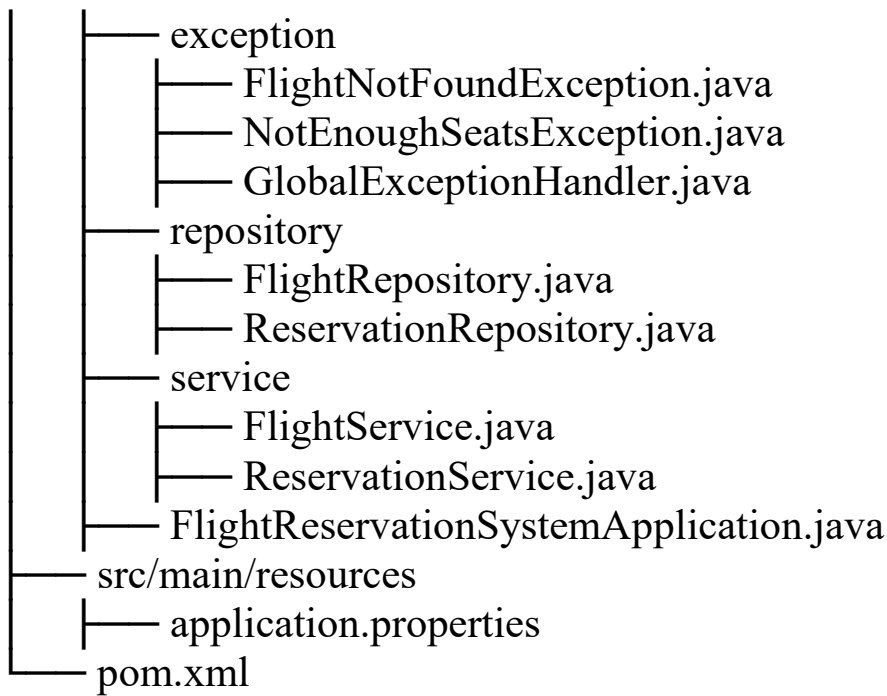 exception
FlightNotFoundException.java
NotEnoughSeatsException.java
GlobalExceptionHandler.java
repository
FlightRepository.java
ReservationRepository.java
service
FlightService.java
ReservationService.java
FlightReservationSystemApplication.java
src/main/resources
application.properties
pom.xml